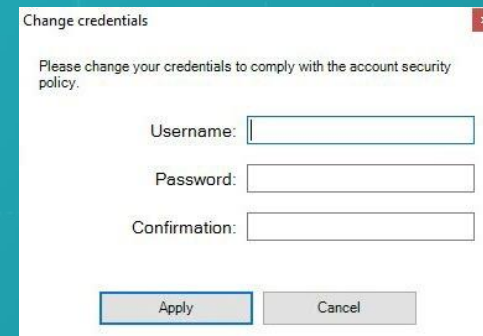 Change credentials
Please change your credentials to comply with the account security
policy.
Username:
Password:
Confirmation:
Apply Cancel